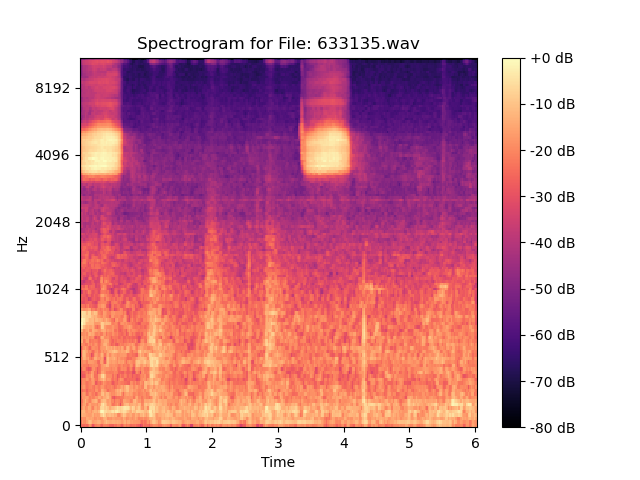 Spectrogram for File: 633135.wav
Hz
8192
4096
2048
1024
512
0
0 1 2 3 4 5 6
Time
+0 dB
-10 dB
-20 dB
-30 dB
-40 dB
-50 dB
-60 dB
-70 dB
-80 dB